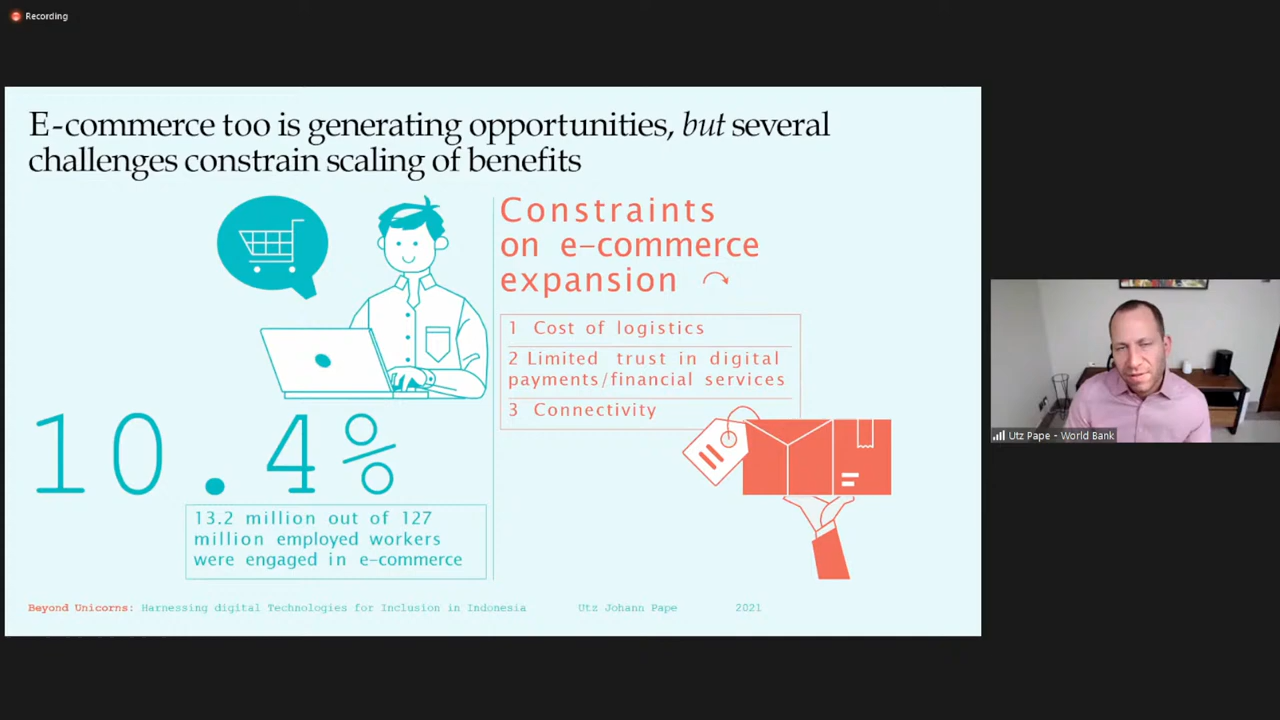 Recording
E-commerce too is generating opportunities, but several
challenges constrain scaling of benefits
10.4%
13.2 million out of 127
million employed workers
were engaged in e-commerce
Constraints
on e-commerce
expansion
1 Cost of logistics
2 Limited trust in digital
payments/financial services
3 Connectivity
Beyond Unicorns: Harnessing digital Technologies for Inclusion in Indonesia Utz Johann Pape 2021
Utz Pape - World Bank